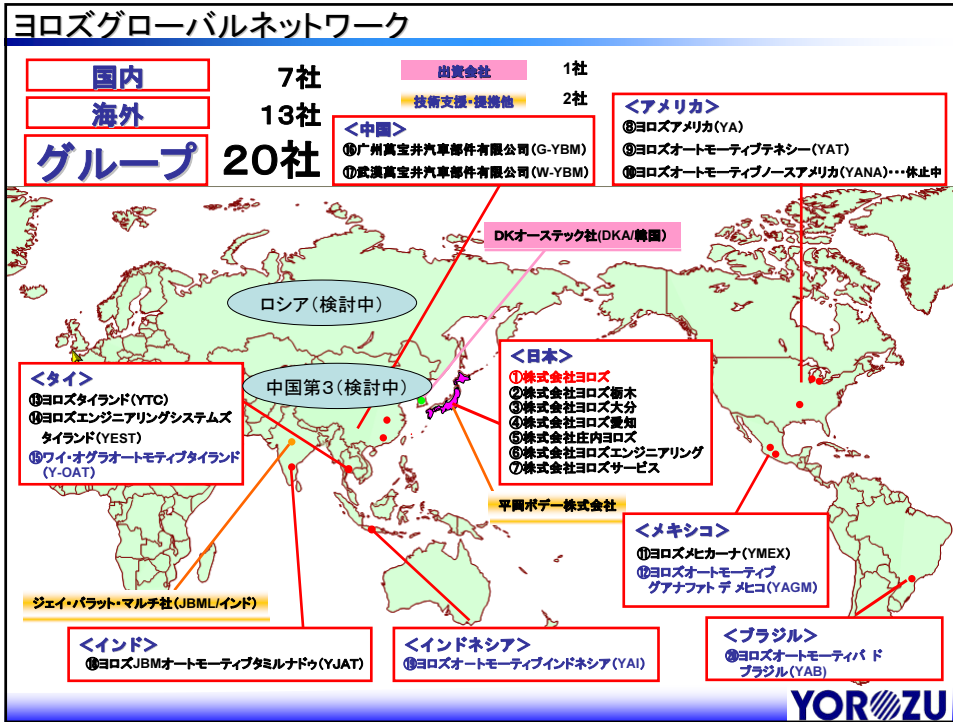 ヨロズグローバルネットワーク
国内 7社
海外 13社
グループ 20社
出資会社 1社
技術支援・提携他 2社
<中国>
⑯广州萬宝井汽車部件有限公司(G-YBM)
⑰武漢萬宝井汽車部件有限公司(W-YBM)
<アメリカ>
⑧ヨロズアメリカ(YA)
⑨ヨロズオートモーティブテネシー(YAT)
⑩ヨロズオートモーティブノースアメリカ(YANA)・・・休止中
DKオーステック社(DKA/韓国)
ロシア(検討中)
中国第3(検討中)
<タイ>
⑬ヨロズタイランド(YTC)
⑭ヨロズエンジニアリングシステムズ
タイランド(YEST)
⑮ワイ・オグラオートモティブタイランド
(Y-OAT)
<日本>
①株式会社ヨロズ
②株式会社ヨロズ栃木
③株式会社ヨロズ大分
④株式会社ヨロズ愛知
⑤株式会社庄内ヨロズ
⑥株式会社ヨロズエンジニアリング
⑦株式会社ヨロズサービス
平岡ボデー株式会社
<メキシコ>
⑪ヨロズメヒカーナ(YMEX)
⑫ヨロズオートモーティブ
グアナファト デ メヒコ(YAGM)
ジェイ・バラット・マルチ社(JBML/インド)
<インド>
⑱ヨロズJBMオートモーティブタミルナドゥ(YJAT)
<インドネシア>
⑲ヨロズオートモーティブインドネシア(YAI)
<ブラジル>
⑳ヨロズオートモーティバ ド
ブラジル(YAB)
YOROZU